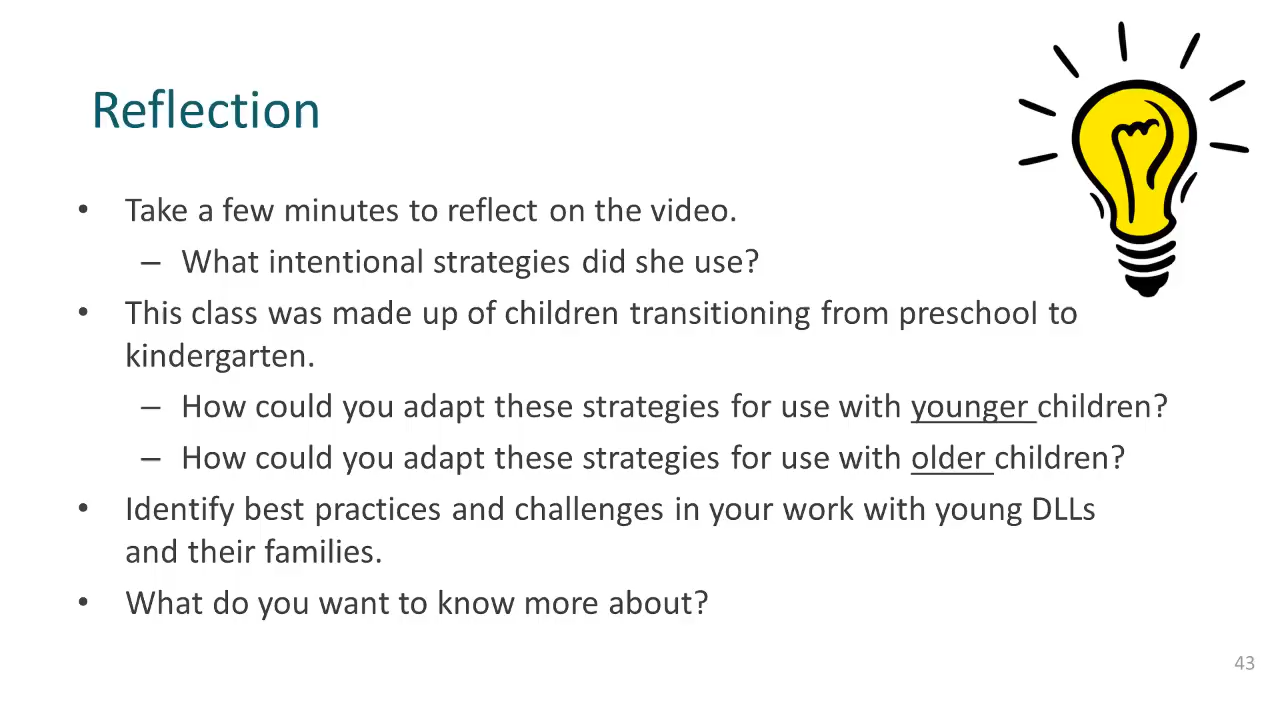 Reflection
• Take a few minutes to reflect on the video.
– What intentional strategies did she use?
• This class was made up of children transitioning from preschool to
kindergarten.
– How could you adapt these strategies for use with younger children?
– How could you adapt these strategies for use with older children?
• Identify best practices and challenges in your work with young DLLs
and their families.
• What do you want to know more about?
43